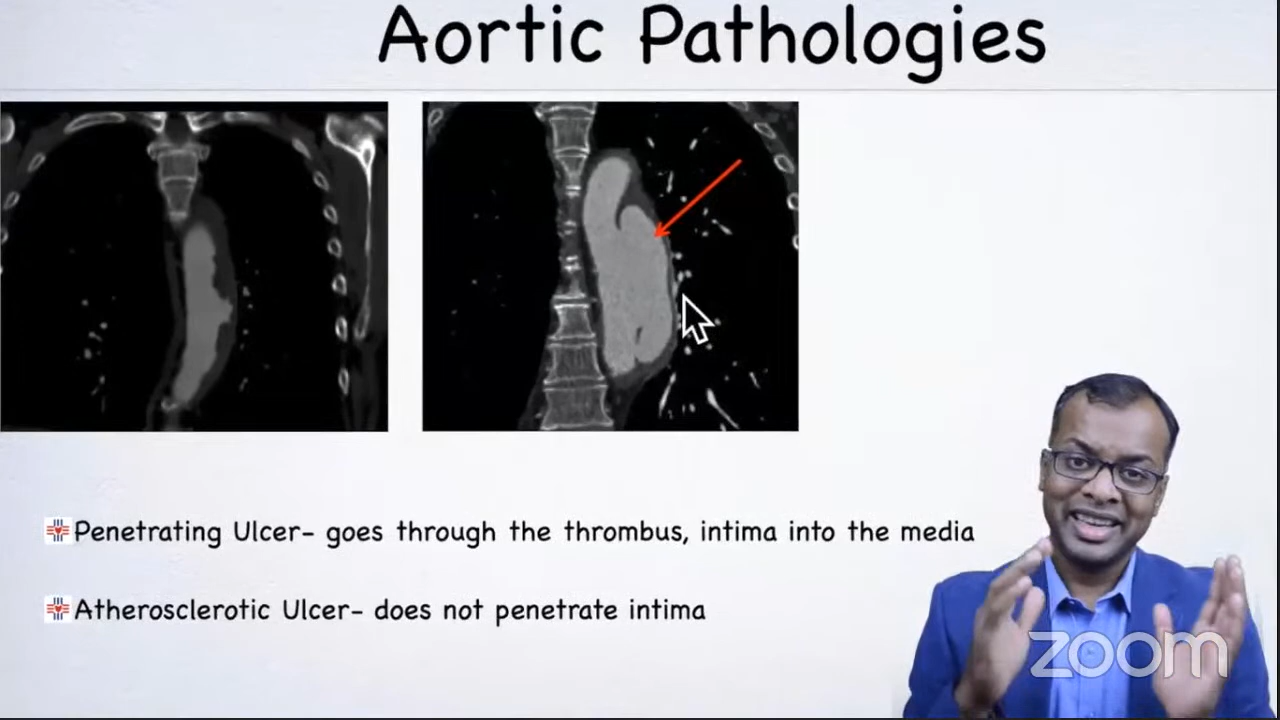 Aortic Pathologies
Penetrating Ulcer- goes through the thrombus, intima into the media
Atherosclerotic Ulcer- does not penetrate intima
zoom